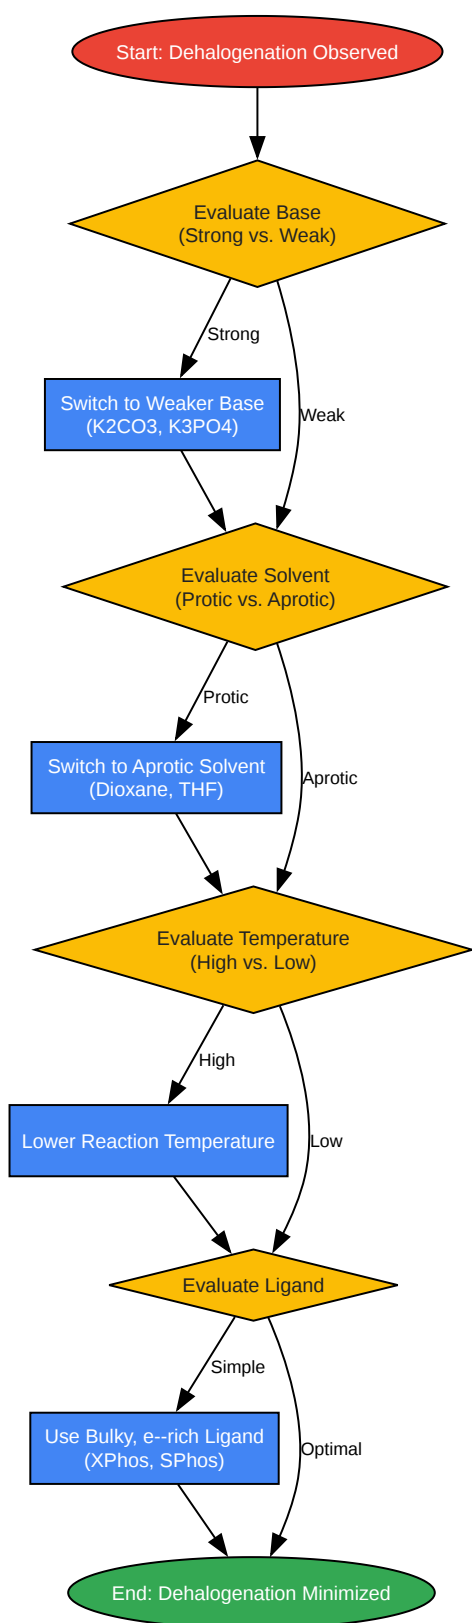 Start: Dehalogenation Observed
Evaluate Base
(Strong vs. Weak)
Strong
Switch to Weaker Base
(K2CO3, K3PO4)
Weak
Evaluate Solvent
(Protic vs. Aprotic)
Protic
Switch to Aprotic Solvent
(Dioxane, THF)
Aprotic
Evaluate Temperature
(High vs. Low)
High
Lower Reaction Temperature
Low
Evaluate Ligand
Simple
Use Bulky, e--rich Ligand
(XPhos, SPhos)
Optimal
End: Dehalogenation Minimized